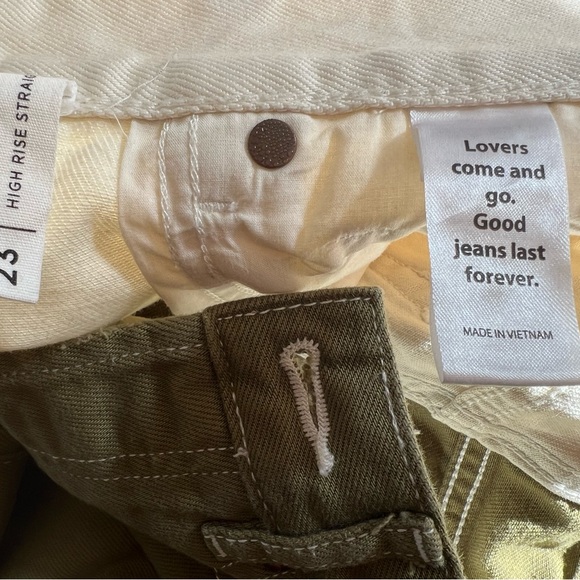 23 | HIGH RISE STRAI
Lovers
come and
go.
Good
jeans last
forever.
MADE IN VIETNAM